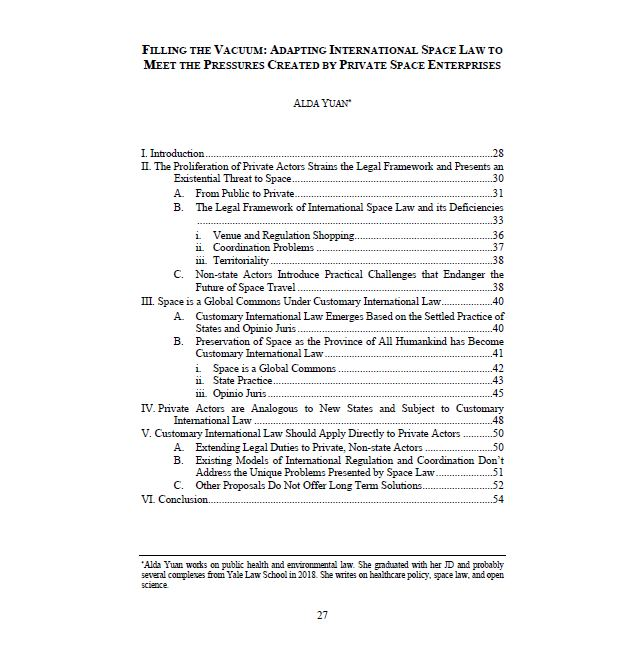 FILLING THE VACUUM: ADAPTING INTERNATIONAL SPACE LAW TO
MEET THE PRESSURES CREATED BY PRIVATE SPACE ENTERPRISES
ALDA YUAN*
I. Introduction....................28
II. The Proliferation of Private Actors Strains the Legal Framework and Presents an
Existential Threat to Space....................30
A. From Public to Private....................31
B. The Legal Framework of International Space Law and its Deficiencies
....................33
i. Venue and Regulation Shopping....................36
ii. Coordination Problems....................37
iii. Territoriality....................38
C. Non-state Actors Introduce Practical Challenges that Endanger the
Future of Space Travel....................38
III. Space is a Global Commons Under Customary International Law....................40
A. Customary International Law Emerges Based on the Settled Practice of
States and Opinio Juris....................40
B. Preservation of Space as the Province of All Humankind has Become
Customary International Law....................41
i. Space is a Global Commons....................42
ii. State Practice....................43
iii. Opinio Juris....................45
IV. Private Actors are Analogous to New States and Subject to Customary
International Law....................48
V. Customary International Law Should Apply Directly to Private Actors....................50
A. Extending Legal Duties to Private, Non-state Actors....................50
B. Existing Models of International Regulation and Coordination Don't
Address the Unique Problems Presented by Space Law....................51
C. Other Proposals Do Not Offer Long Term Solutions....................52
VI. Conclusion....................54
*Alda Yuan works on public health and environmental law. She graduated with her JD and probably
several complexes from Yale Law School in 2018. She writes on healthcare policy, space law, and open
science.
27